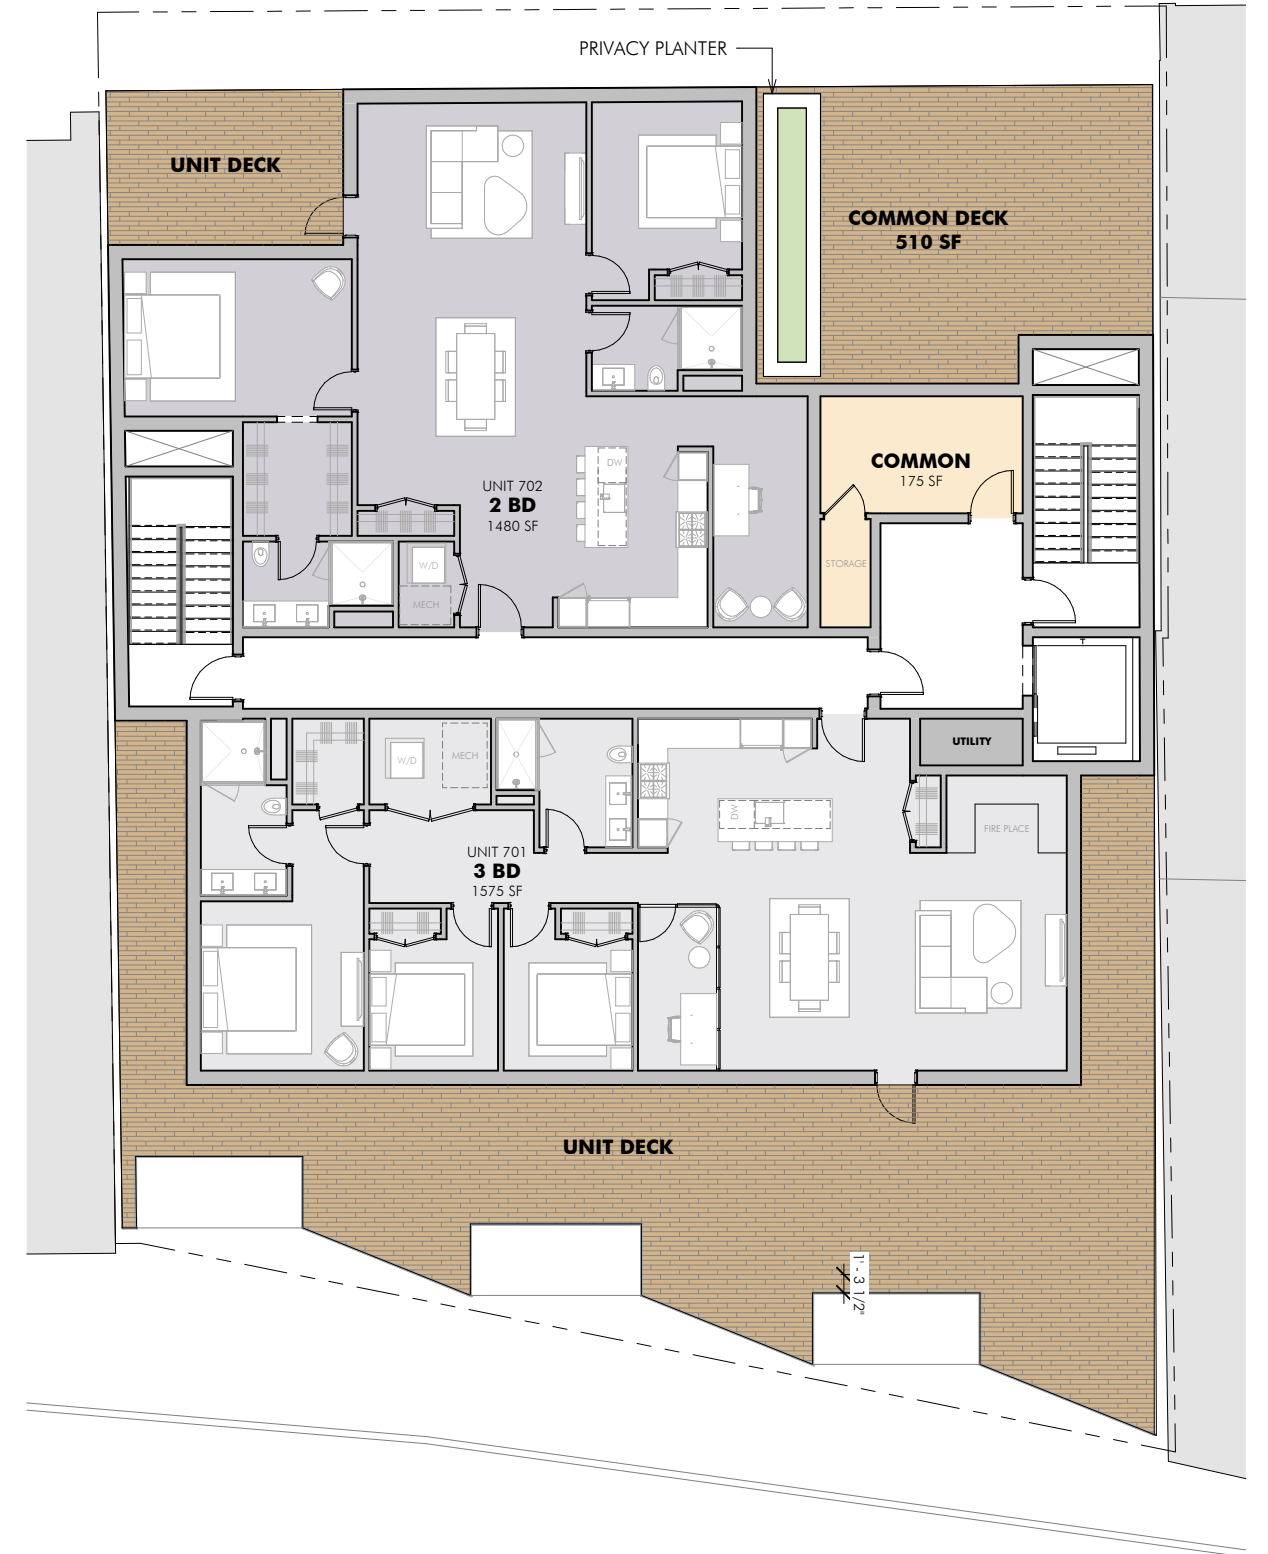 PRIVACY PLANTER
UNIT DECK
COMMON DECK
510 SF
COMMON
175 SF
DW
UNIT 702
2 BD
1480 SF
STORAGE
W/D
MECH
UTILITY
W/D
MECH
DW
FIRE PLACE
UNIT 701
3 BD
1575 SF
UNIT DECK
1' - 3 1/2"